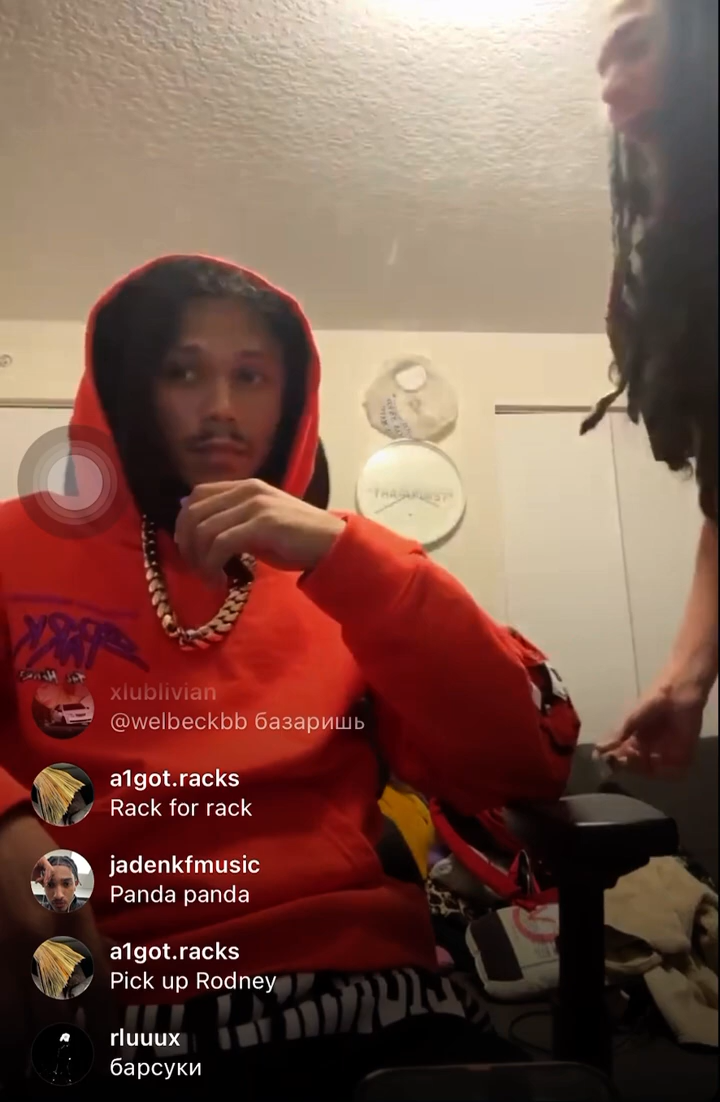 xlublivian
@welbeckbb базаришь
a1got.racks
Rack for rack
jadenkfmusic
Panda panda
a1got.racks
Pick up Rodney
rluuux
барсуки